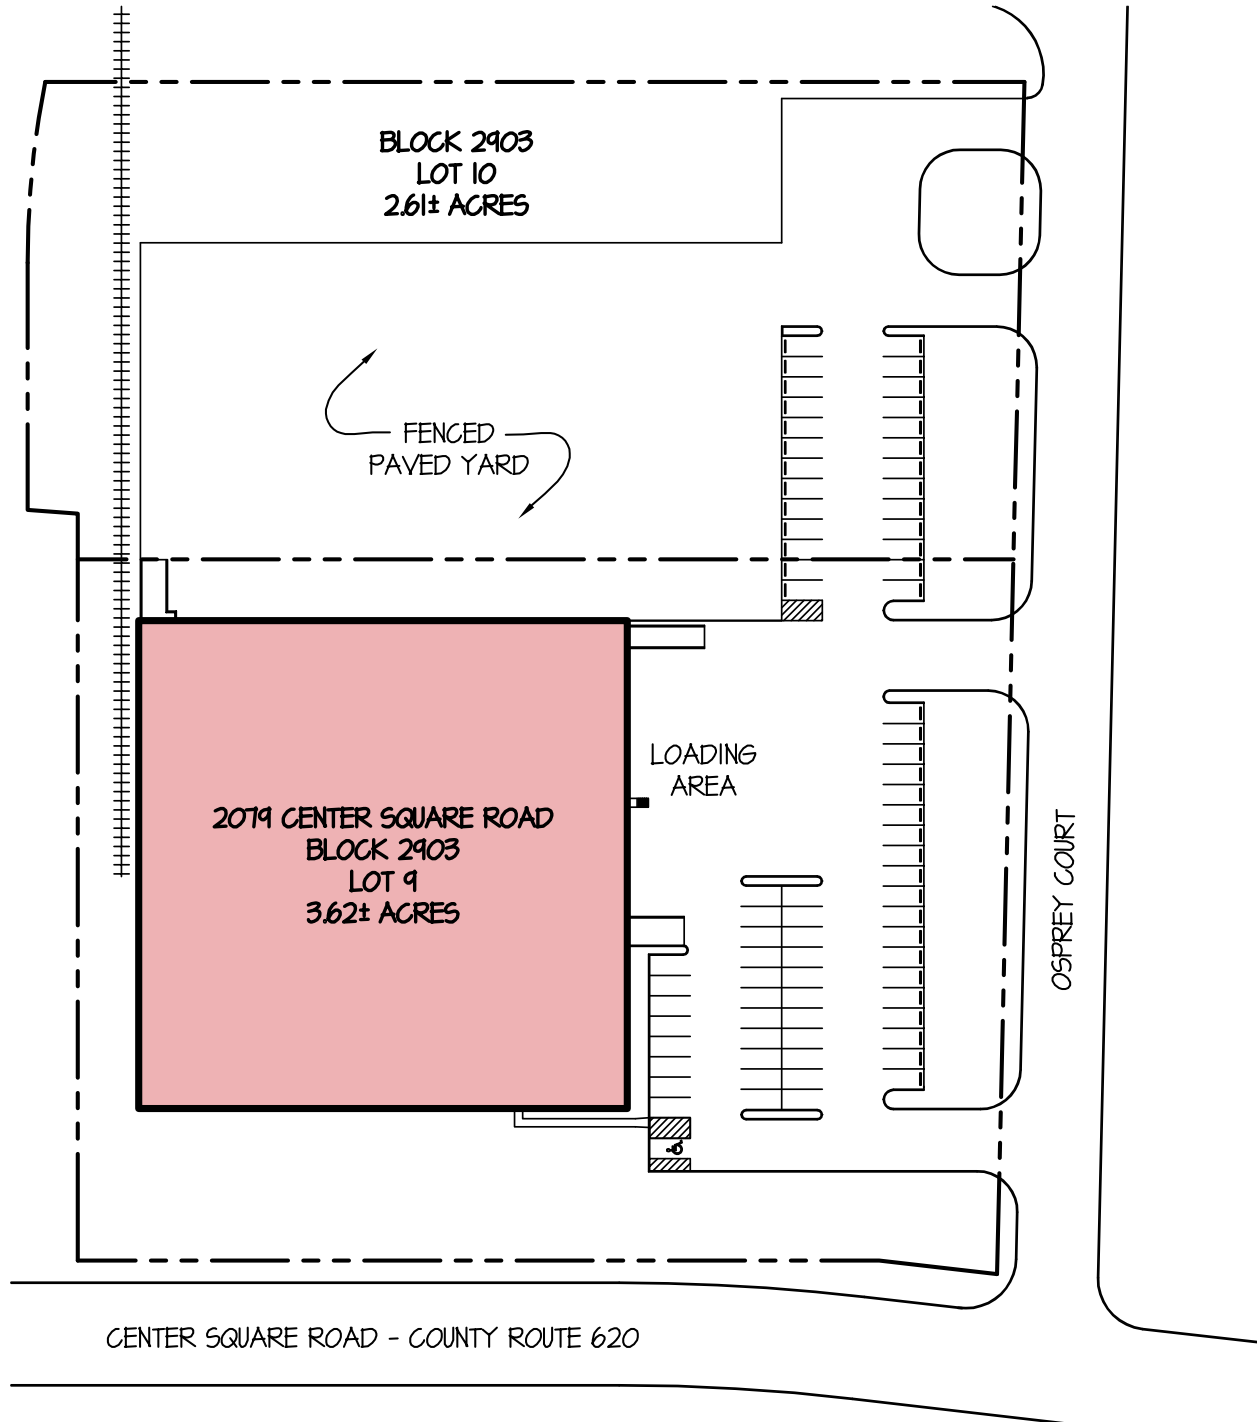 BLOCK 2903
LOT 10
2.61± ACRES
FENCED
PAVED YARD
LOADING
AREA
2079 CENTER SQUARE ROAD
BLOCK 2903
LOT 9
3.62± ACRES
OSPREY COURT
CENTER SQUARE ROAD - COUNTY ROUTE 620